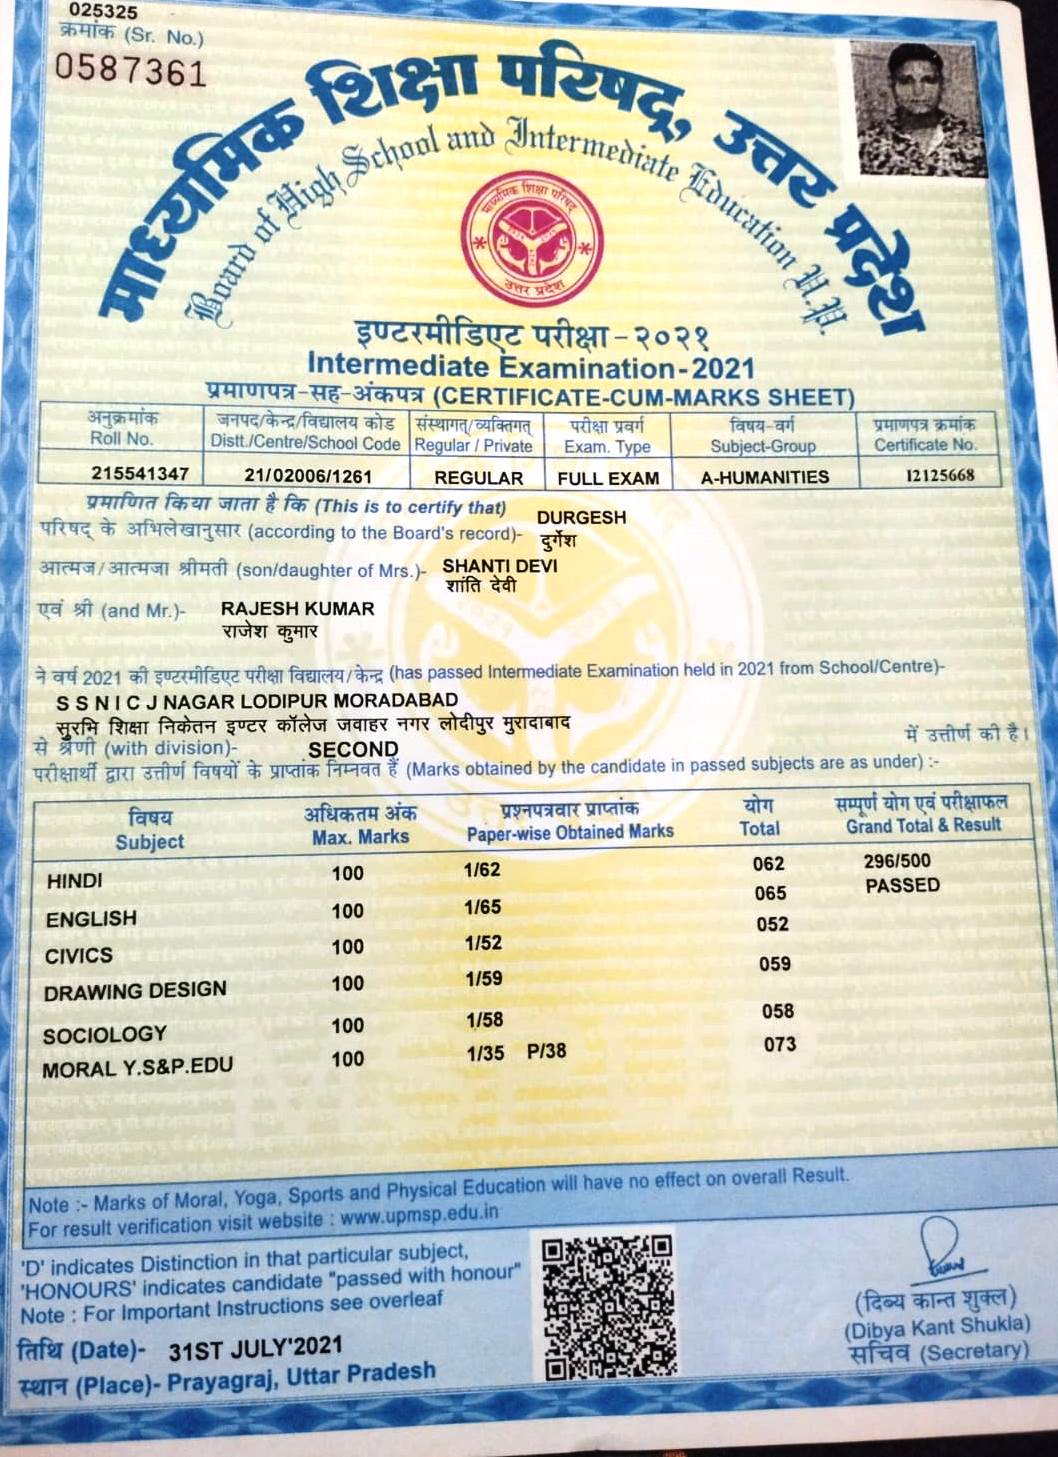 025325
क्रमांक (Sr. No.)
0587361
माध्यमिक शिक्षा परिषद्, उत्तर प्रदेश
Board of High School and Intermediate Education U.P.
माध्यमिक शिक्षा परिषद
उत्तर प्रदेश
इण्टरमीडिएट परीक्षा - २०२१
Intermediate Examination - 2021
प्रमाणपत्र-सह-अंकपत्र (CERTIFICATE-CUM-MARKS SHEET)
अनुक्रमांक जनपद/केन्द्र/विद्यालय कोड संस्थागत/व्यक्तिगत परीक्षा प्रवर्ग विषय-वर्ग प्रमाणपत्र क्रमांक
Roll No. Distt./Centre/School Code Regular / Private Exam. Type Subject-Group Certificate No.
215541347 21/02006/1261 REGULAR FULL EXAM A-HUMANITIES 12125668
प्रमाणित किया जाता है कि (This is to certify that) DURGESH
परिषद् के अभिलेखानुसार (according to the Board's record)- दुर्गेश
आत्मज/आत्मजा श्रीमती (son/daughter of Mrs.)- SHANTI DEVI
शांति देवी
एवं श्री (and Mr.)- RAJESH KUMAR
राजेश कुमार
ने वर्ष 2021 की इण्टरमीडिएट परीक्षा विद्यालय/केन्द्र (has passed Intermediate Examination held in 2021 from School/Centre)-
S S N I C J NAGAR LODIPUR MORADABAD
सुरभि शिक्षा निकेतन इण्टर कॉलेज जवाहर नगर लोदीपुर मुरादाबाद
से श्रेणी (with division)- SECOND में उत्तीर्ण की है।
परीक्षार्थी द्वारा उत्तीर्ण विषयों के प्राप्तांक निम्नवत हैं (Marks obtained by the candidate in passed subjects are as under) :-
विषय अधिकतम अंक प्रश्नपत्रवार प्राप्तांक योग सम्पूर्ण योग एवं परीक्षाफल
Subject Max. Marks Paper-wise Obtained Marks Total Grand Total & Result
HINDI 100 1/62 062 296/500
ENGLISH 100 1/65 065 PASSED
CIVICS 100 1/52 052
DRAWING DESIGN 100 1/59 059
SOCIOLOGY 100 1/58 058
MORAL Y.S&P.EDU 100 1/35 P/38 073
Note :- Marks of Moral, Yoga, Sports and Physical Education will have no effect on overall Result.
For result verification visit website : www.upmsp.edu.in
'D' indicates Distinction in that particular subject,
'HONOURS' indicates candidate "passed with honour"
Note : For Important Instructions see overleaf
तिथि (Date)- 31ST JULY'2021
स्थान (Place)- Prayagraj, Uttar Pradesh
(दिब्य कान्त शुक्ल)
(Dibya Kant Shukla)
सचिव (Secretary)